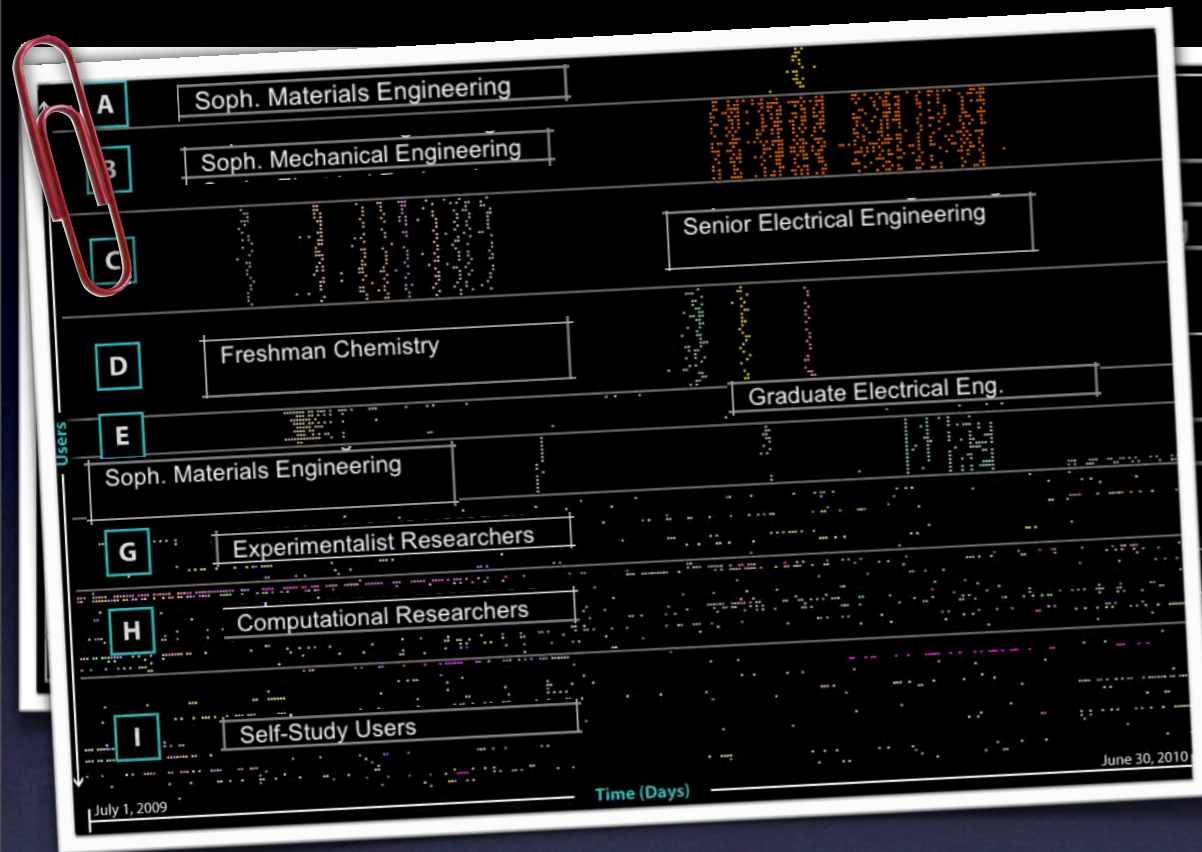 A
Soph. Materials Engineering
B
Soph. Mechanical Engineering
C
Senior Electrical Engineering
D
Freshman Chemistry
Graduate Electrical Eng.
E
Users
Soph. Materials Engineering
G
Experimentalist Researchers
H
Computational Researchers
I
Self-Study Users
June 30, 2010
Time (Days)
July 1, 2009